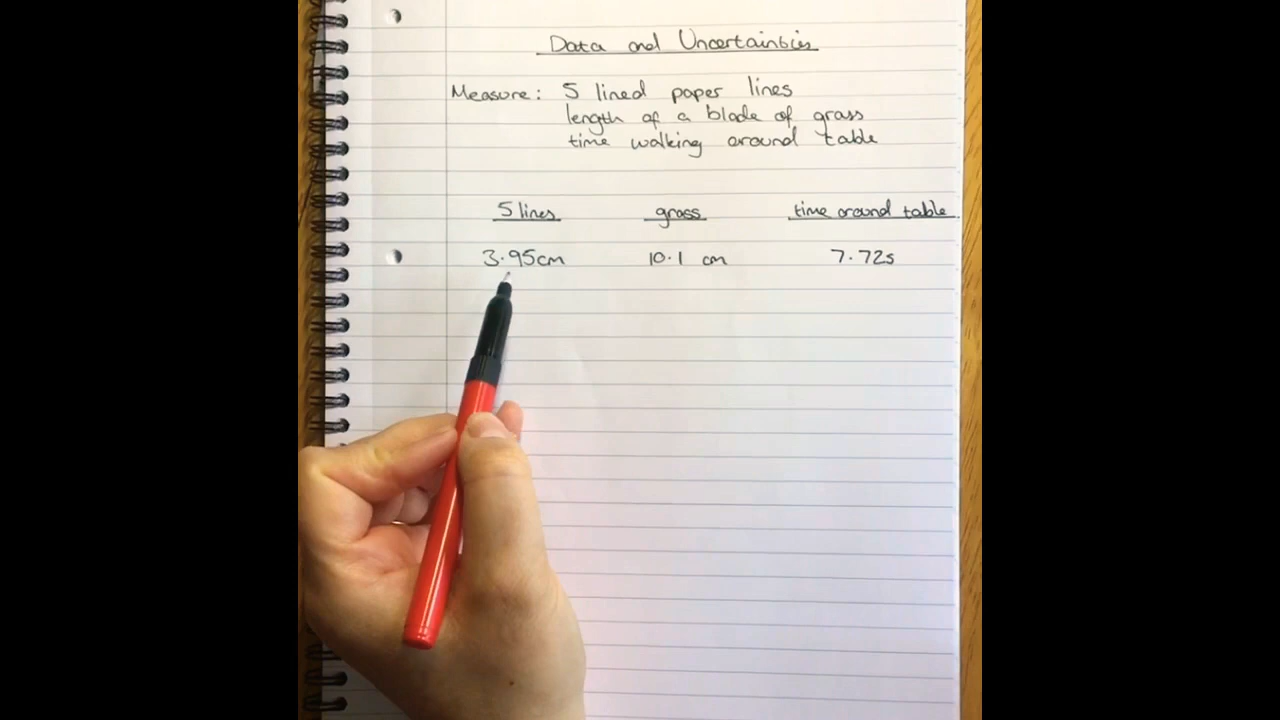 Data and Uncertainties
Measure: 5 lined paper lines
length of a blade of grass
time walking around table
5 lines grass time around table
3.95cm 10.1 cm 7.72s